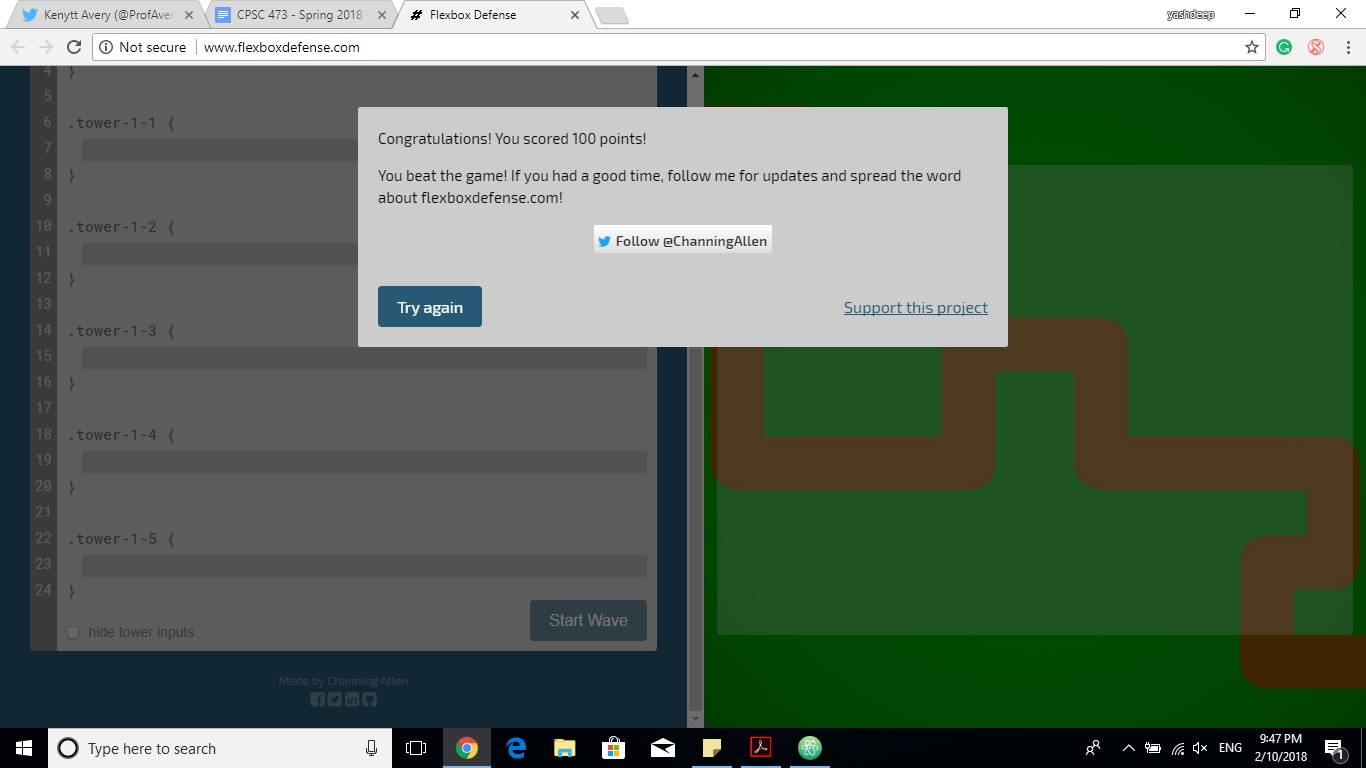 Kenytt Avery (@ProfAver
CPSC 473 - Spring 2018
Flexbox Defense
yashdeep
Not secure
www.flexboxdefense.com
4 }
5
6 .tower-1-1 {
7
8 }
9
10 .tower-1-2 {
11
12 }
13
14 .tower-1-3 {
15
16 }
17
18 .tower-1-4 {
19
20 }
21
22 .tower-1-5 {
23
24 }
hide tower inputs
Start Wave
Made by Channing Allen
Congratulations! You scored 100 points!
You beat the game! If you had a good time, follow me for updates and spread the word
about flexboxdefense.com!
Follow @ChanningAllen
Try again
Support this project
Type here to search
ENG
9:47 PM
2/10/2018
1